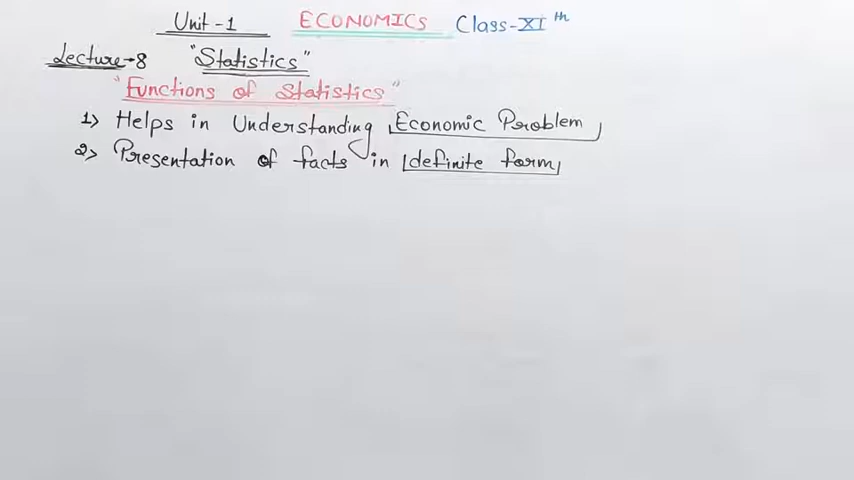 Unit-1 ECONOMICS Class-XIth
Lecture-8 "Statistics"
"Functions of Statistics"
1) Helps in Understanding Economic Problem
2) Presentation of facts in definite form